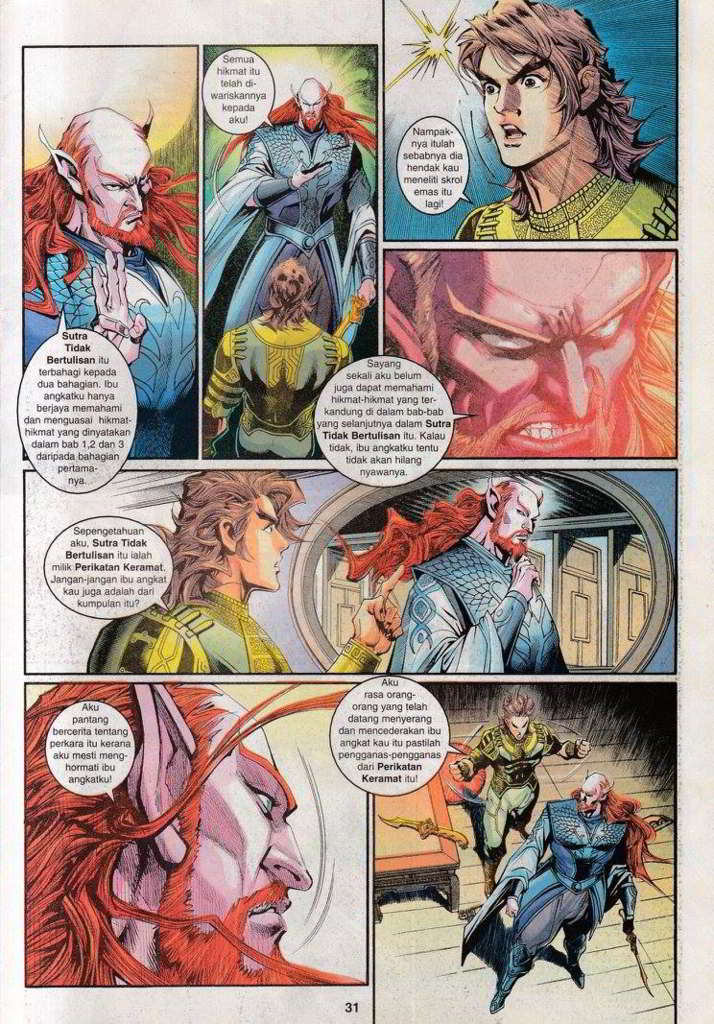 Sutra
Tidak
Bertulisan itu
terbahagi kepada
dua bahagian. Ibu
angkatku hanya
berjaya memahami
dan menguasai hikmat-
hikmat yang dinyatakan
dalam bab 1,2 dan 3
daripada bahagian
pertama-
nya.
Semua
hikmat itu
telah di-
wariskannya
kepada
aku!
Nampak-
nya itulah
sebabnya dia
hendak kau
meneliti skrol
emas itu
lagi!
Sayang
sekali aku belum
juga dapat memahami
hikmat-hikmat yang ter-
kandung di dalam bab-bab
yang selanjutnya dalam Sutra
Tidak Bertulisan itu. Kalau
tidak, ibu angkatku tentu
tidak akan hilang
nyawanya.
Sepengetahuan
aku, Sutra Tidak
Bertulisan itu ialah
milik Perikatan Keramat.
Jangan-jangan ibu angkat
kau juga adalah dari
kumpulan itu?
Aku
pantang
bercerita tentang
perkara itu kerana
aku mesti meng-
hormati ibu
angkatku!
Aku
rasa orang-
orang yang telah
datang menyerang
dan mencederakan ibu
angkat kau itu pastilah
pengganas-pengganas
dari Perikatan
Keramat itu!
31